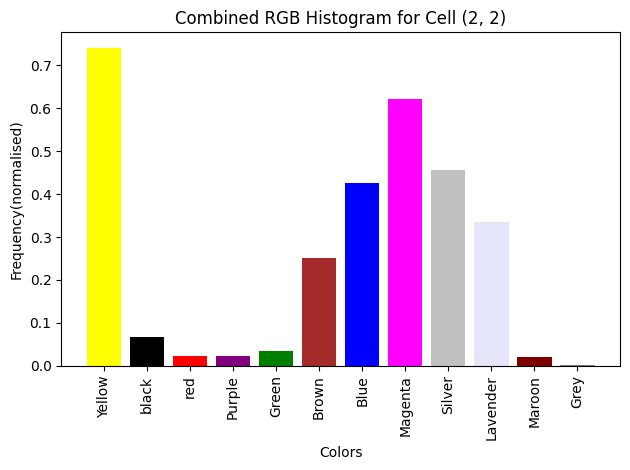 Combined RGB Histogram for Cell (2, 2)
Frequency(normalised)
0.7
0.6
0.5
0.4
0.3
0.2
0.1
0.0
Yellow
black
red
Purple
Green
Brown
Blue
Magenta
Silver
Lavender
Maroon
Grey
Colors